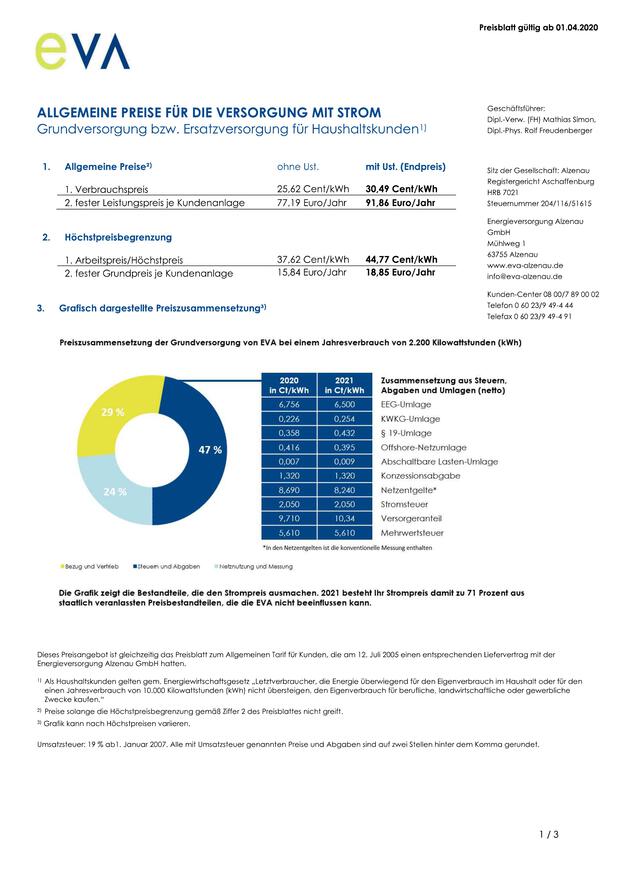 Preisblatt gültig ab 01.04.2020
eVA
ALLGEMEINE PREISE FÜR DIE VERSORGUNG MIT STROM
Grundversorgung bzw. Ersatzversorgung für Haushaltskunden1)
Geschäftsführer:
Dipl.-Verw. (FH) Mathias Simon,
Dipl.-Phys. Rolf Freudenberger
Sitz der Gesellschaft: Alzenau
Registergericht Aschaffenburg
HRB 7021
Steuernummer 204/116/51615
Energieversorgung Alzenau
GmbH
Mühlweg 1
63755 Alzenau
www.eva-alzenau.de
info@eva-alzenau.de
Kunden-Center 08 00/7 89 00 02
Telefon 0 60 23/9 49-4 44
Telefax 0 60 23/9 49-4 91
1. Allgemeine Preise2) ohne Ust. mit Ust. (Endpreis)
1. Verbrauchspreis 25,62 Cent/kWh 30,49 Cent/kWh
2. fester Leistungspreis je Kundenanlage 77,19 Euro/Jahr 91,86 Euro/Jahr
2. Höchstpreisbegrenzung
1. Arbeitspreis/Höchstpreis 37,62 Cent/kWh 44,77 Cent/kWh
2. fester Grundpreis je Kundenanlage 15,84 Euro/Jahr 18,85 Euro/Jahr
3. Grafisch dargestellte Preiszusammensetzung3)
Preiszusammensetzung der Grundversorgung von EVA bei einem Jahresverbrauch von 2.200 Kilowattstunden (kWh)
29 %
47 %
24 %
2020 in Ct/kWh 2021 in Ct/kWh Zusammensetzung aus Steuern, Abgaben und Umlagen (netto)
6,756 6,500 EEG-Umlage
0,226 0,254 KWKG-Umlage
0,358 0,432 § 19-Umlage
0,416 0,395 Offshore-Netzumlage
0,007 0,009 Abschaltbare Lasten-Umlage
1,320 1,320 Konzessionsabgabe
8,690 8,240 Netzentgelte*
2,050 2,050 Stromsteuer
9,710 10,34 Versorgeranteil
5,610 5,610 Mehrwertsteuer
*In den Netzentgelten ist die konventionelle Messung enthalten
Bezug und Vertrieb Steuern und Abgaben Netznutzung und Messung
Die Grafik zeigt die Bestandteile, die den Strompreis ausmachen. 2021 besteht Ihr Strompreis damit zu 71 Prozent aus
staatlich veranlassten Preisbestandteilen, die die EVA nicht beeinflussen kann.
Dieses Preisangebot ist gleichzeitig das Preisblatt zum Allgemeinen Tarif für Kunden, die am 12. Juli 2005 einen entsprechenden Liefervertrag mit der
Energieversorgung Alzenau GmbH hatten.
1) Als Haushaltskunden gelten gem. Energiewirtschaftsgesetz „Letztverbraucher, die Energie überwiegend für den Eigenverbrauch im Haushalt oder für den
einen Jahresverbrauch von 10.000 Kilowattstunden (kWh) nicht übersteigen, den Eigenverbrauch für berufliche, landwirtschaftliche oder gewerbliche
Zwecke kaufen.“
2) Preise solange die Höchstpreisbegrenzung gemäß Ziffer 2 des Preisblattes nicht greift.
3) Grafik kann nach Höchstpreisen variieren.
Umsatzsteuer: 19 % ab1. Januar 2007. Alle mit Umsatzsteuer genannten Preise und Abgaben sind auf zwei Stellen hinter dem Komma gerundet.
1 / 3